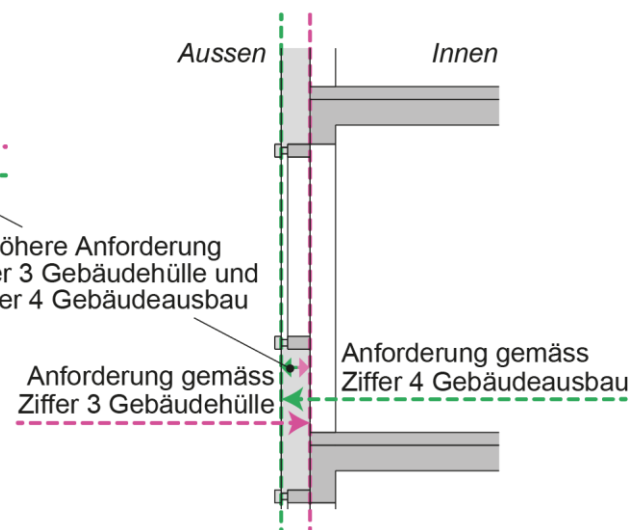 Aussen
Innen
öhere Anforderung
er 3 Gebäudehülle und
er 4 Gebäudeausbau
Anforderung gemäss
Ziffer 3 Gebäudehülle
Anforderung gemäss
Ziffer 4 Gebäudeausbau